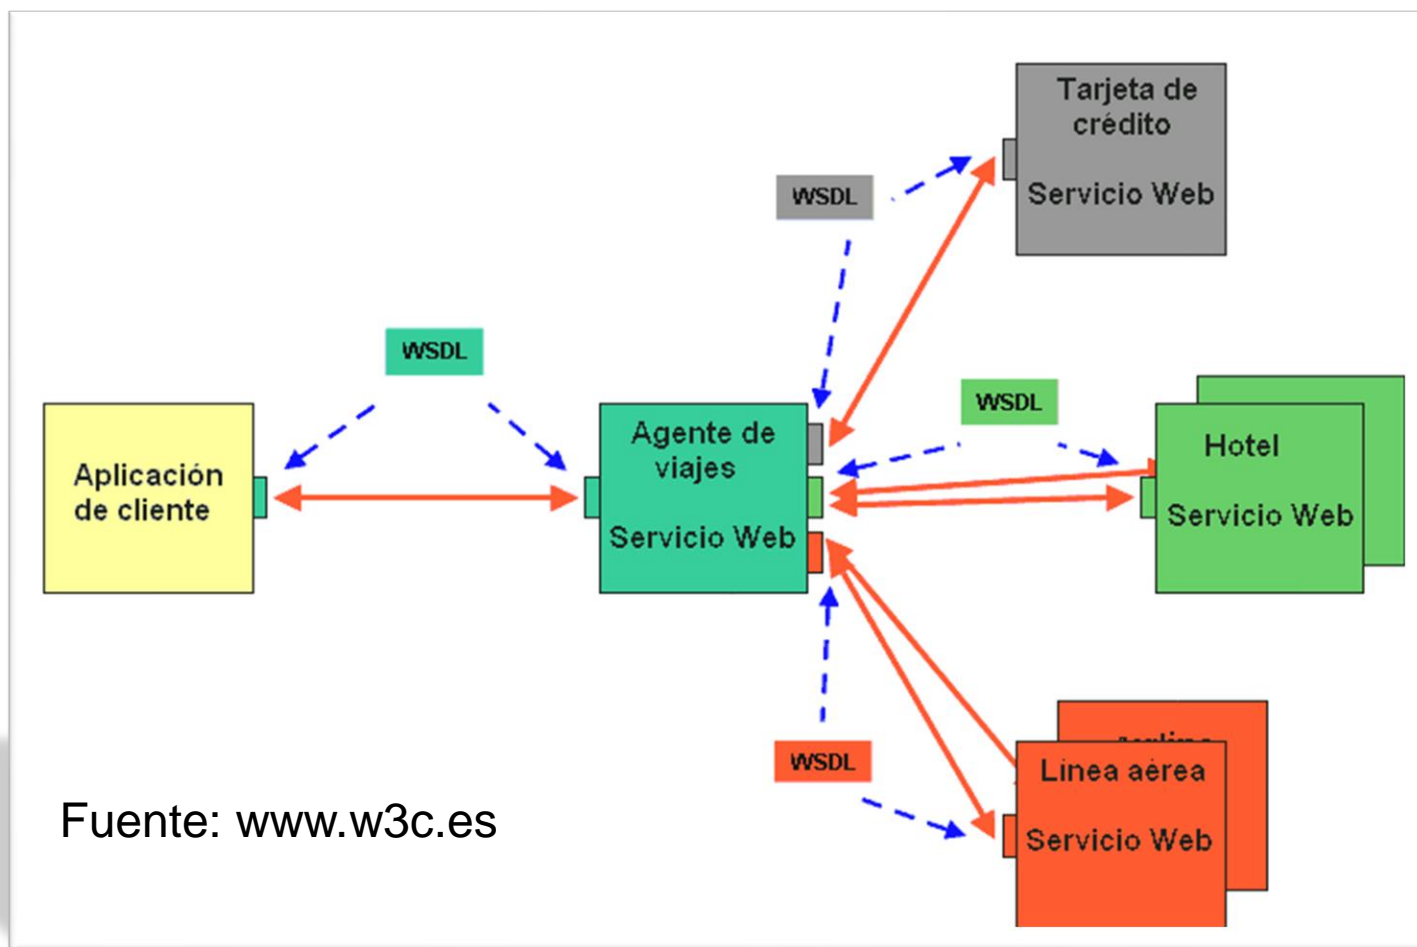 Tarjeta de
crédito
Servicio Web
WSDL
WSDL
WSDL
Aplicación
de cliente
Agente de
viajes
Servicio Web
Hotel
Servicio Web
WSDL
Línea aérea
Servicio Web
Fuente: www.w3c.es